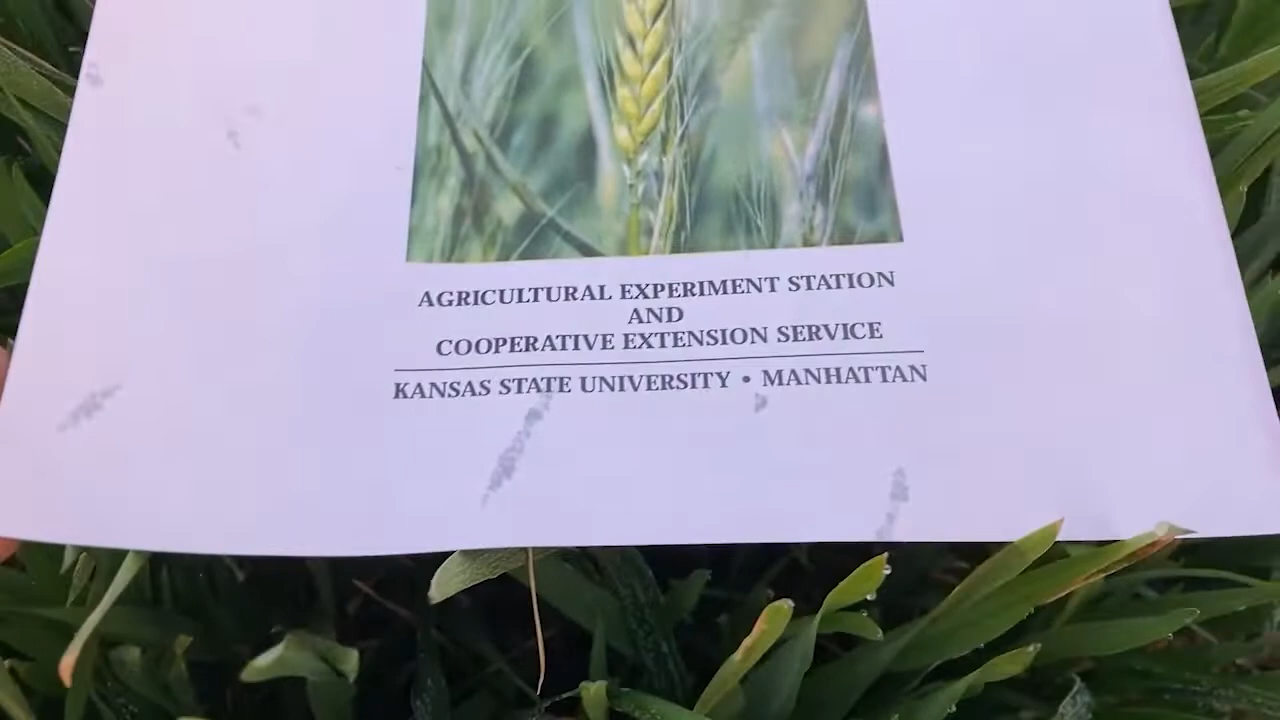 AGRICULTURAL EXPERIMENT STATION
AND
COOPERATIVE EXTENSION SERVICE
KANSAS STATE UNIVERSITY • MANHATTAN